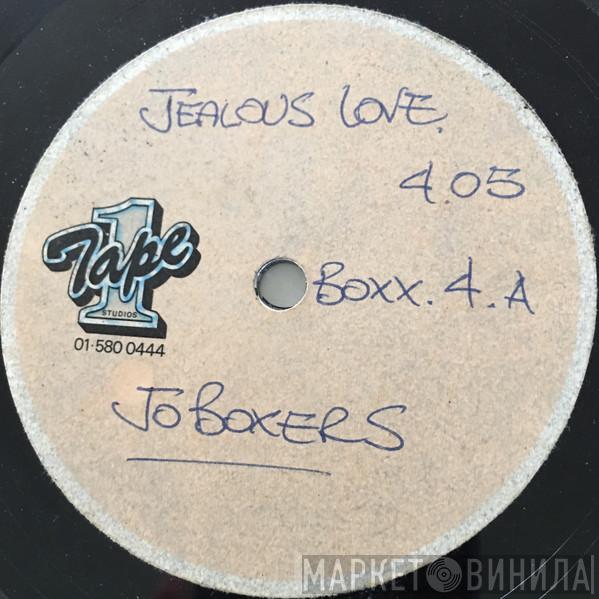 JEALOUS LOVE.
4.05
Tape 1
STUDIOS
01·580 0444
BOXX.4.A
JOBOXERS
МАРКЕТ ВИНИЛА